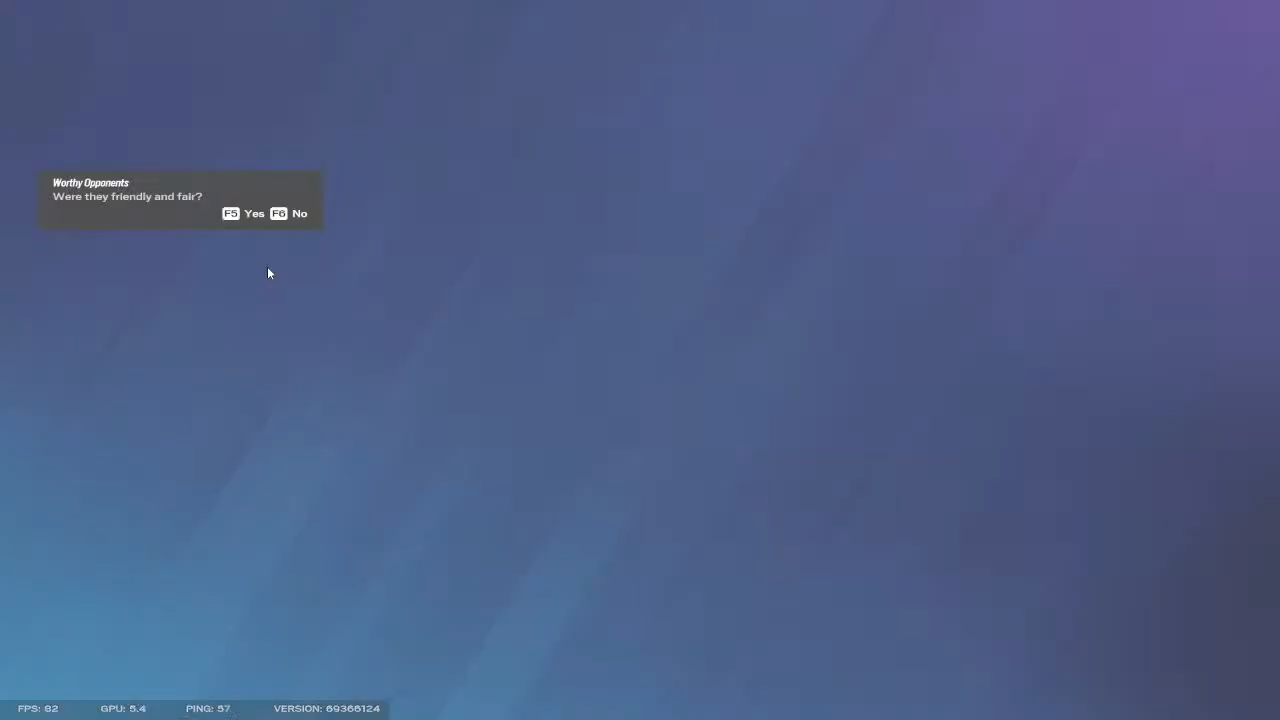 Worthy Opponents
Were they friendly and fair?
F5 Yes F6 No
FPS: 82 GPU: 5.4 PING: 57 VERSION: 69366124